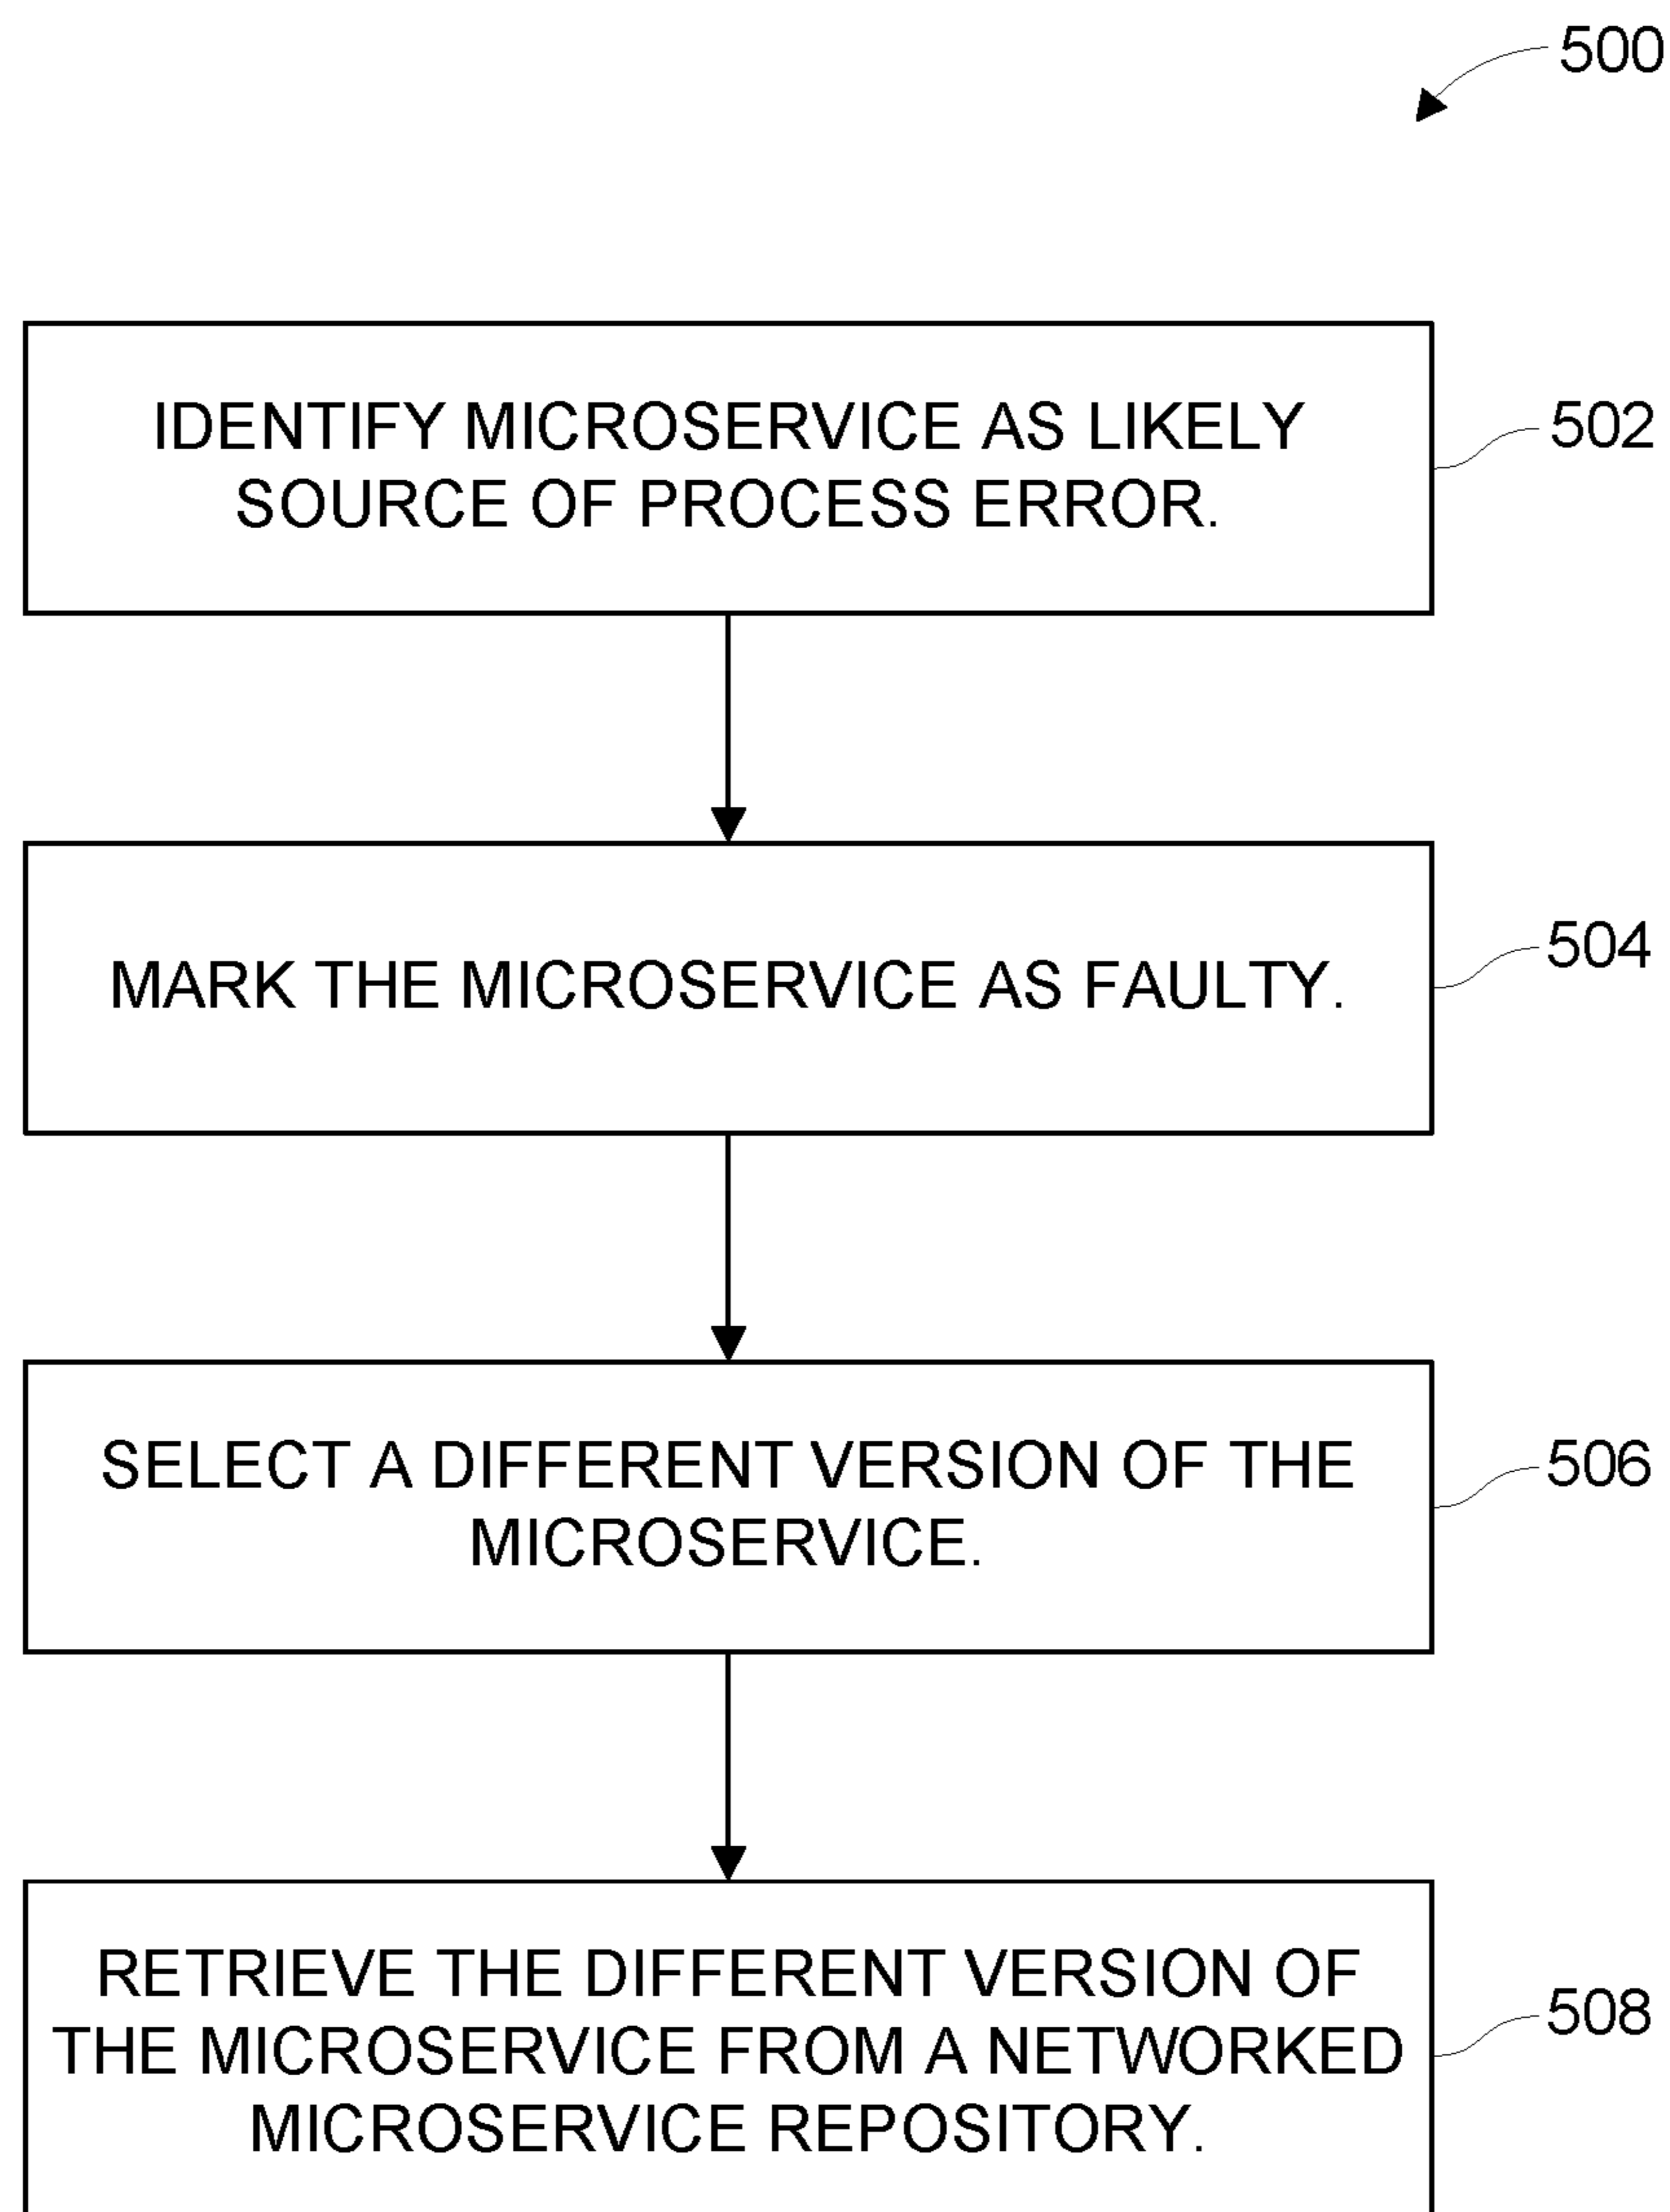 500
IDENTIFY MICROSERVICE AS LIKELY
SOURCE OF PROCESS ERROR.
502
MARK THE MICROSERVICE AS FAULTY.
504
SELECT A DIFFERENT VERSION OF THE
MICROSERVICE.
506
RETRIEVE THE DIFFERENT VERSION OF
THE MICROSERVICE FROM A NETWORKED
MICROSERVICE REPOSITORY.
508